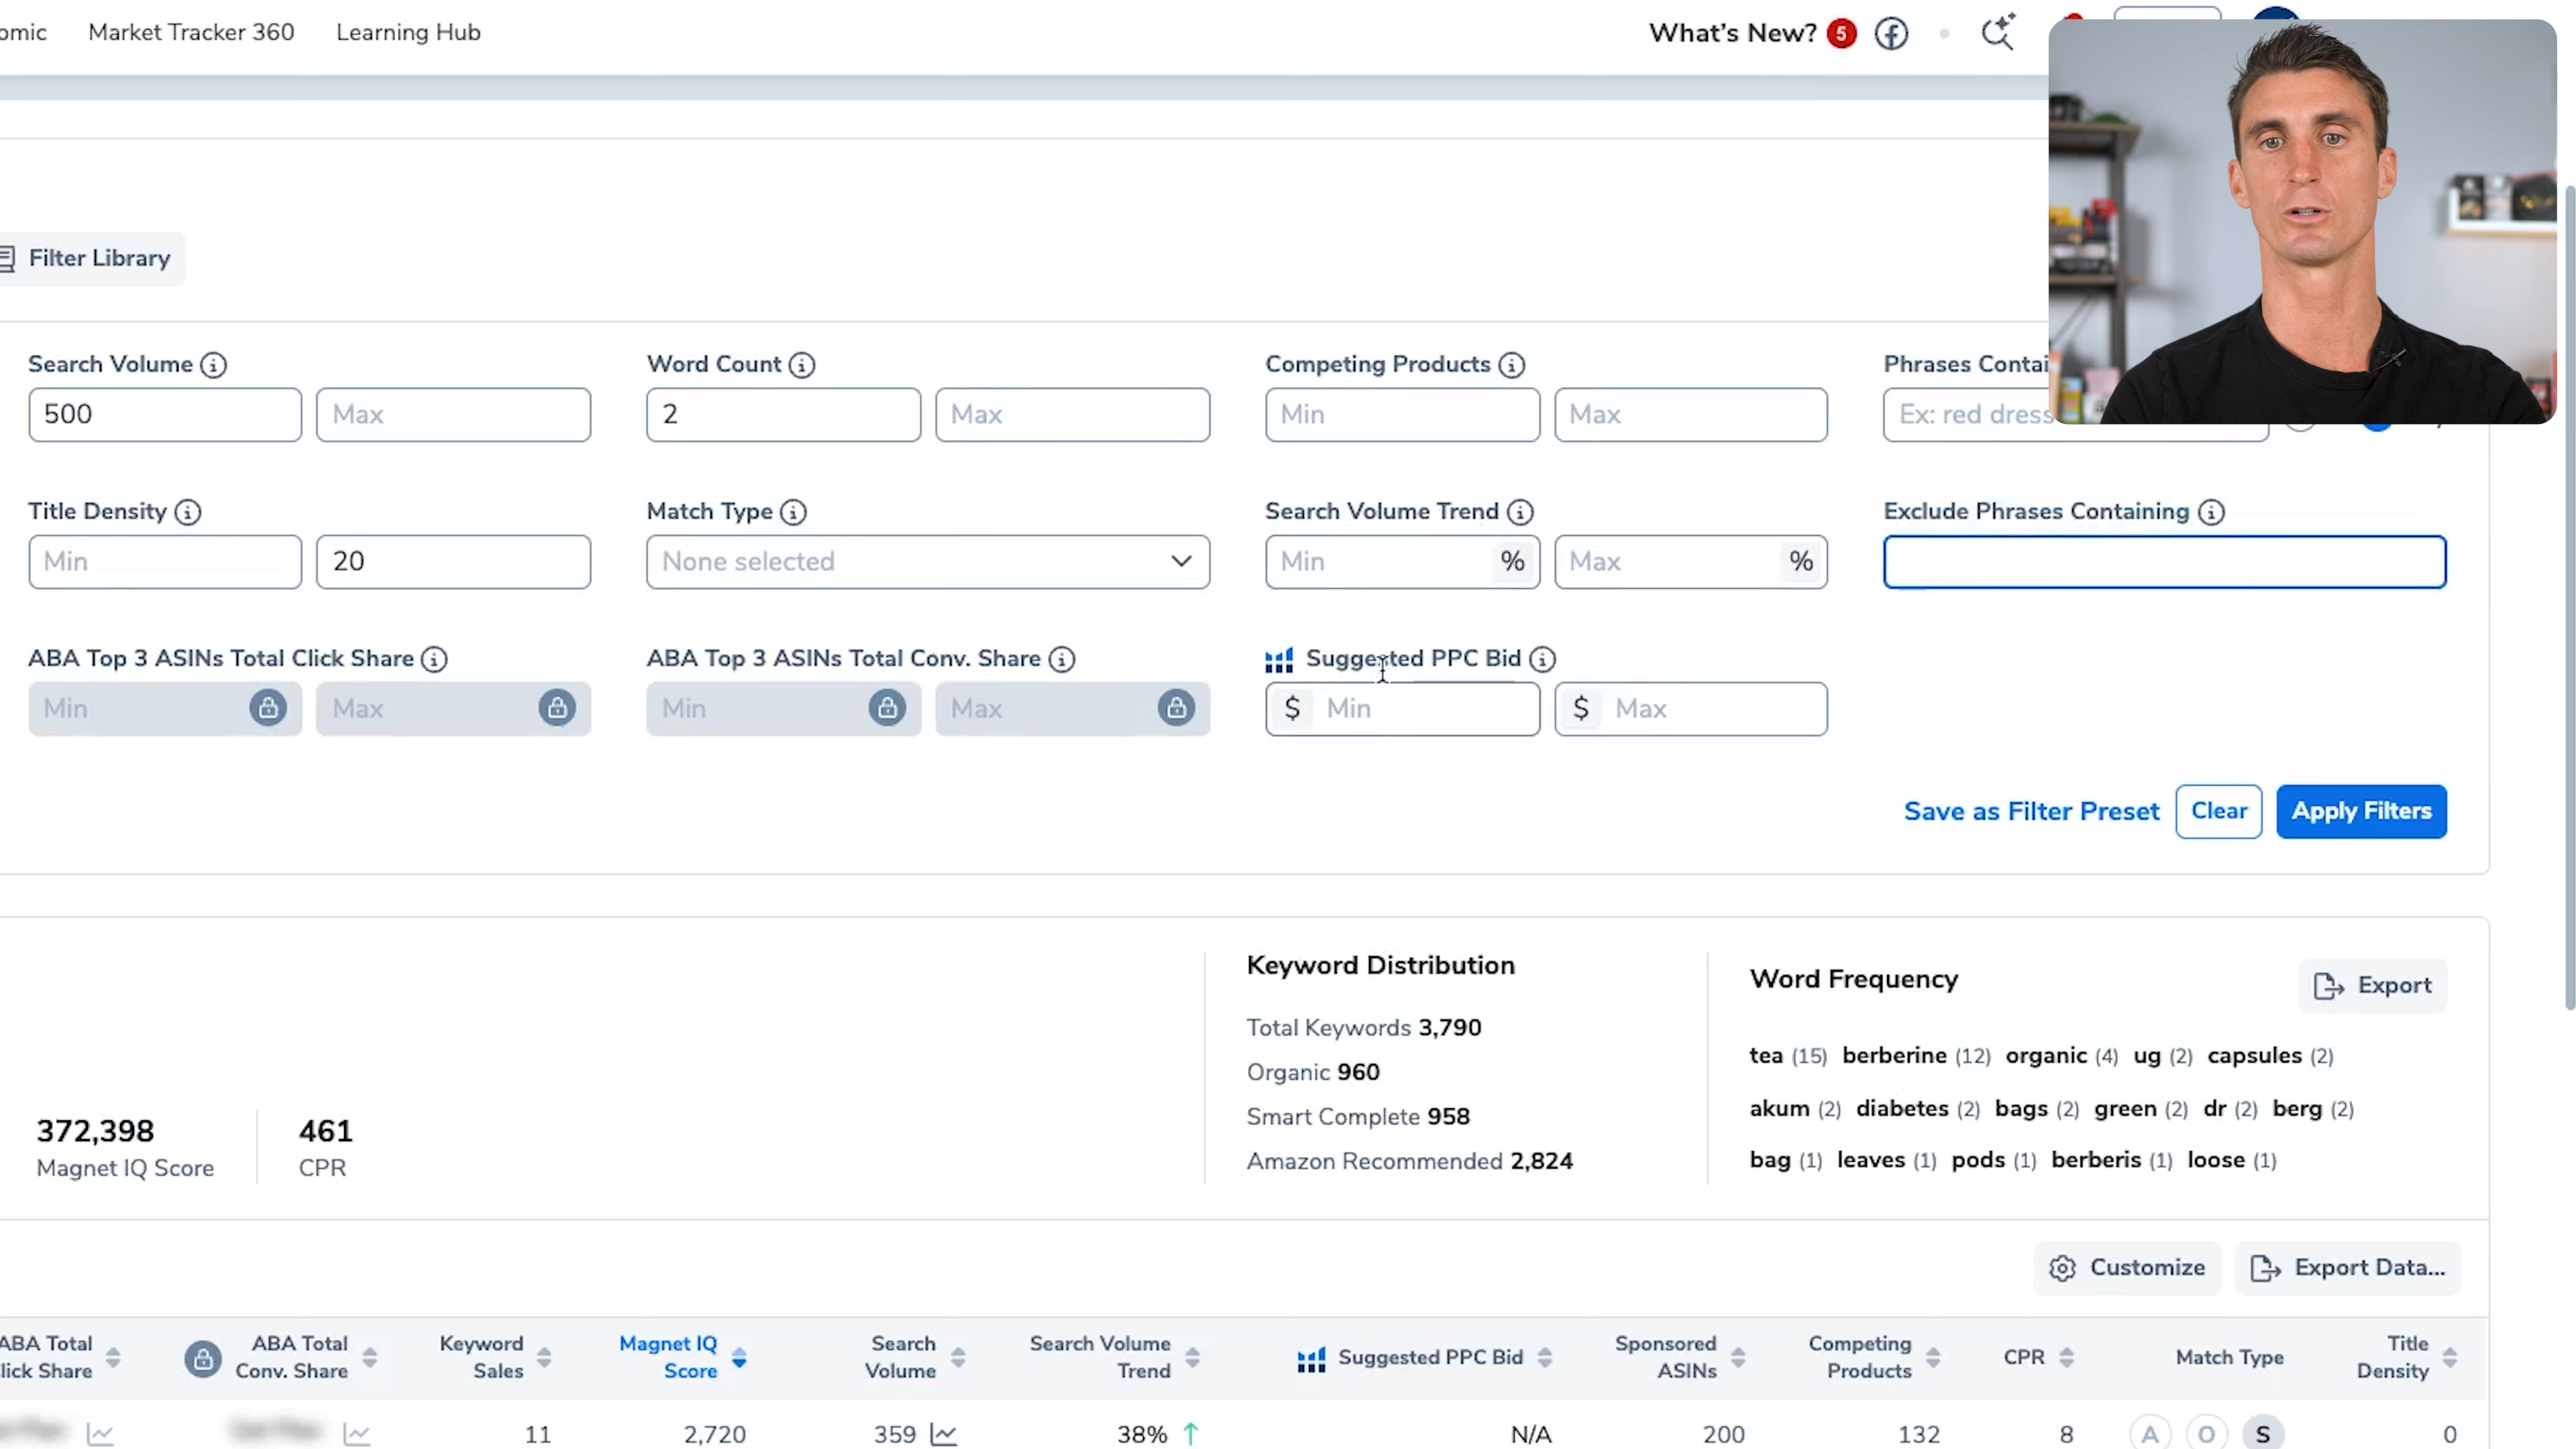 omic Market Tracker 360 Learning Hub What's New? 5
Filter Library
Search Volume Word Count Competing Products Phrases Contai
500 Max 2 Max Min Max Ex: red dress
Title Density Match Type Search Volume Trend Exclude Phrases Containing
Min 20 None selected Min % Max %
ABA Top 3 ASINs Total Click Share ABA Top 3 ASINs Total Conv. Share Suggested PPC Bid
Min Max Min Max $ Min $ Max
Save as Filter Preset Clear Apply Filters
Keyword Distribution Word Frequency Export
Total Keywords 3,790
Organic 960
Smart Complete 958
Amazon Recommended 2,824
tea (15) berberine (12) organic (4) ug (2) capsules (2)
akum (2) diabetes (2) bags (2) green (2) dr (2) berg (2)
bag (1) leaves (1) pods (1) berberis (1) loose (1)
372,398 461
Magnet IQ Score CPR
Customize Export Data...
ABA Total ABA Total Keyword Magnet IQ Search Search Volume Suggested PPC Bid Sponsored Competing CPR Match Type Title
Click Share Conv. Share Sales Score Volume Trend ASINs Products Density
11 2,720 359 38% N/A 200 132 8 A O S 0